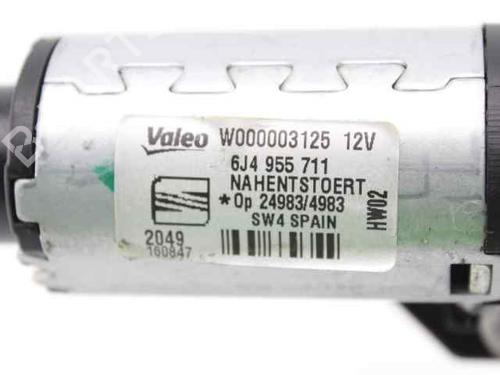 Valeo W000003125 12V
6J4 955 711
NAHENTSTOERT
*Op 24983/4983
SW4 SPAIN
HW02
2049
160847